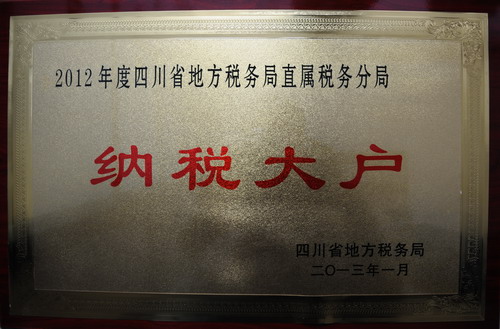 2012年度四川省地方税务局直属税务分局
纳税大户
四川省地方税务局
二〇一三年一月